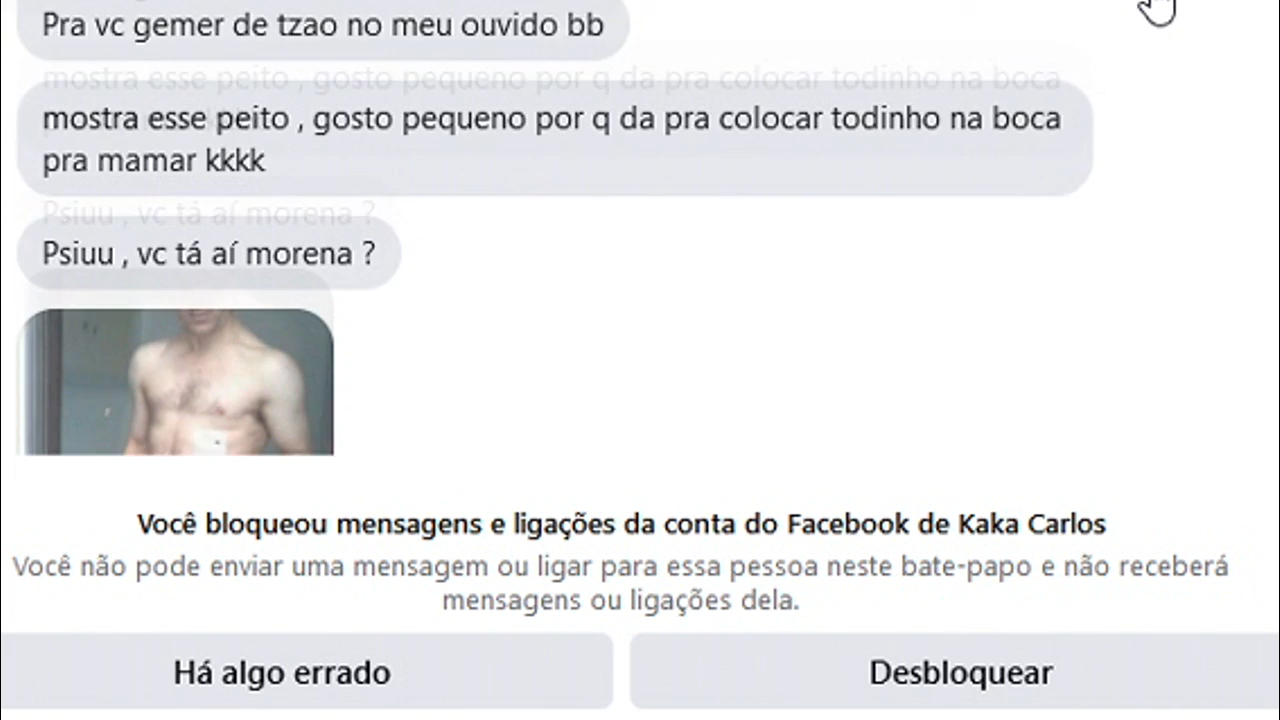 Pra vc gemer de tzao no meu ouvido bb
mostra esse peito , gosto pequeno por q da pra colocar todinho na boca
pra mamar kkkk
Psiuu , vc tá aí morena ?
Você bloqueou mensagens e ligações da conta do Facebook de Kaka Carlos
Você não pode enviar uma mensagem ou ligar para essa pessoa neste bate-papo e não receberá
mensagens ou ligações dela.
Há algo errado
Desbloquear